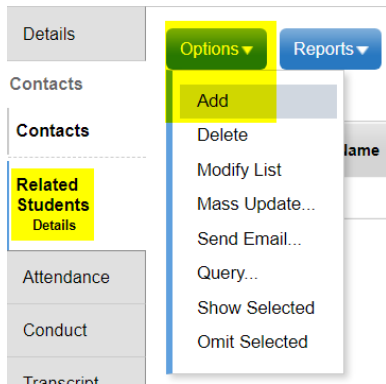 Details
Contacts
Contacts
Related
Students
Details
Attendance
Conduct
Transcript
Options
Reports
Add
Delete
Modify List
Mass Update...
Send Email...
Query...
Show Selected
Omit Selected